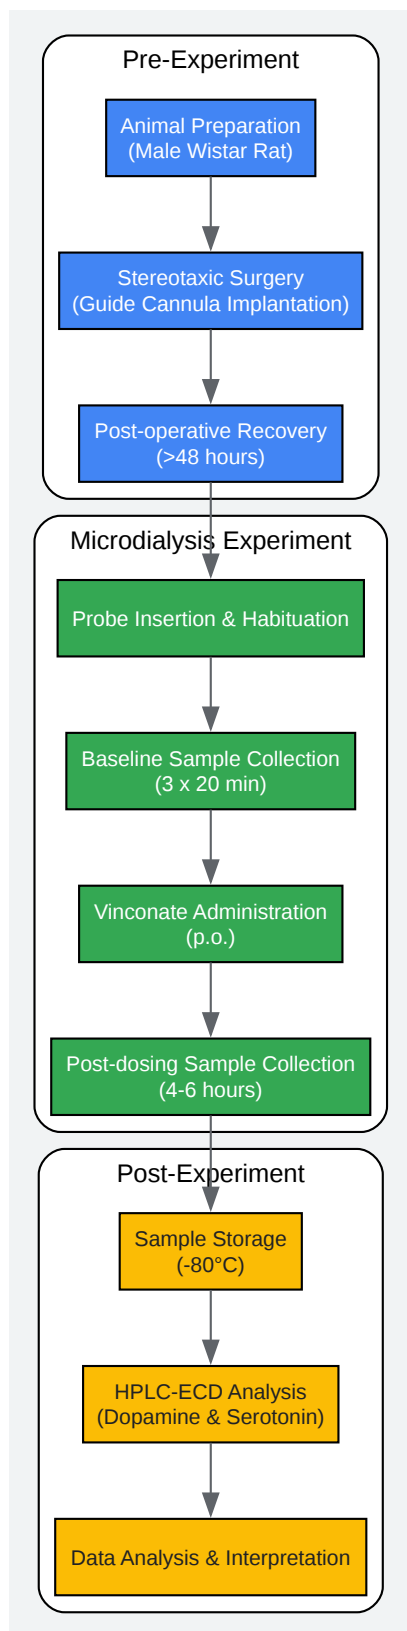 Pre-Experiment
Animal Preparation
(Male Wistar Rat)
Stereotaxic Surgery
(Guide Cannula Implantation)
Post-operative Recovery
(>48 hours)
Microdialysis Experiment
Probe Insertion & Habituation
Baseline Sample Collection
(3 x 20 min)
Vinconate Administration
(p.o.)
Post-dosing Sample Collection
(4-6 hours)
Post-Experiment
Sample Storage
(-80°C)
HPLC-ECD Analysis
(Dopamine & Serotonin)
Data Analysis & Interpretation